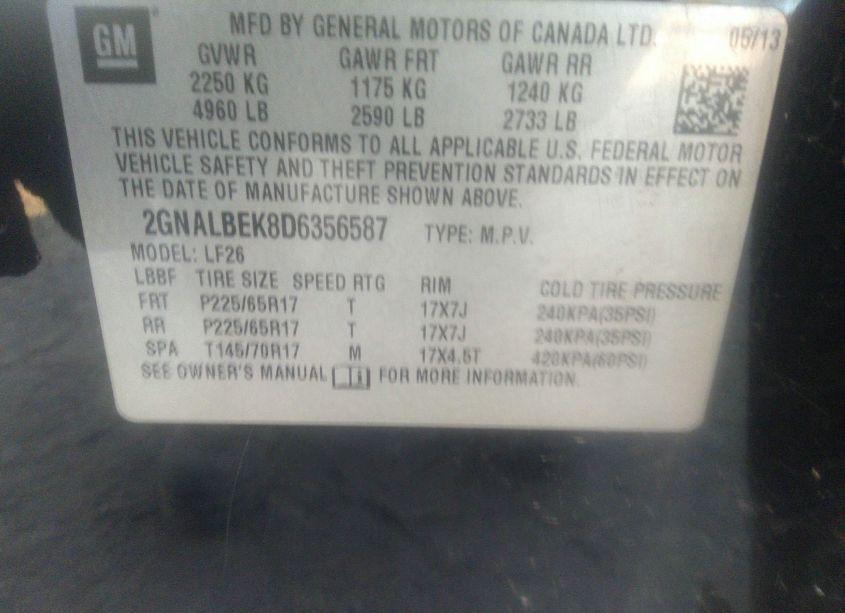 GM
MFD BY GENERAL MOTORS OF CANADA LTD. 05/13
GVWR GAWR FRT GAWR RR
2250 KG 1175 KG 1240 KG
4960 LB 2590 LB 2733 LB
THIS VEHICLE CONFORMS TO ALL APPLICABLE U.S. FEDERAL MOTOR
VEHICLE SAFETY AND THEFT PREVENTION STANDARDS IN EFFECT ON
THE DATE OF MANUFACTURE SHOWN ABOVE.
2GNALBEK8D6356587 TYPE: M.P.V.
MODEL: LF26
LBBF TIRE SIZE SPEED RTG RIM COLD TIRE PRESSURE
FRT P225/65R17 T 17X7J 240KPA(35PSI)
RR P225/65R17 T 17X7J 240KPA(35PSI)
SPA T145/70R17 M 17X4.5T 420KPA(60PSI)
SEE OWNER'S MANUAL FOR MORE INFORMATION.